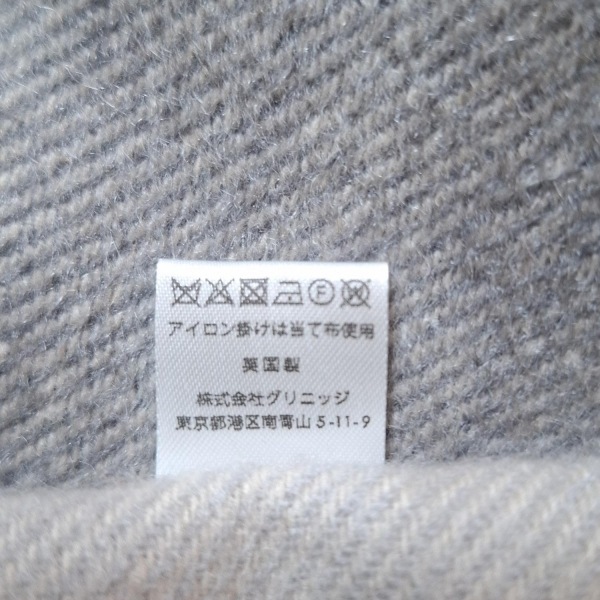 アイロン掛けは当て布使用
英国製
株式会社グリニッジ
東京都港区南青山5-11-9